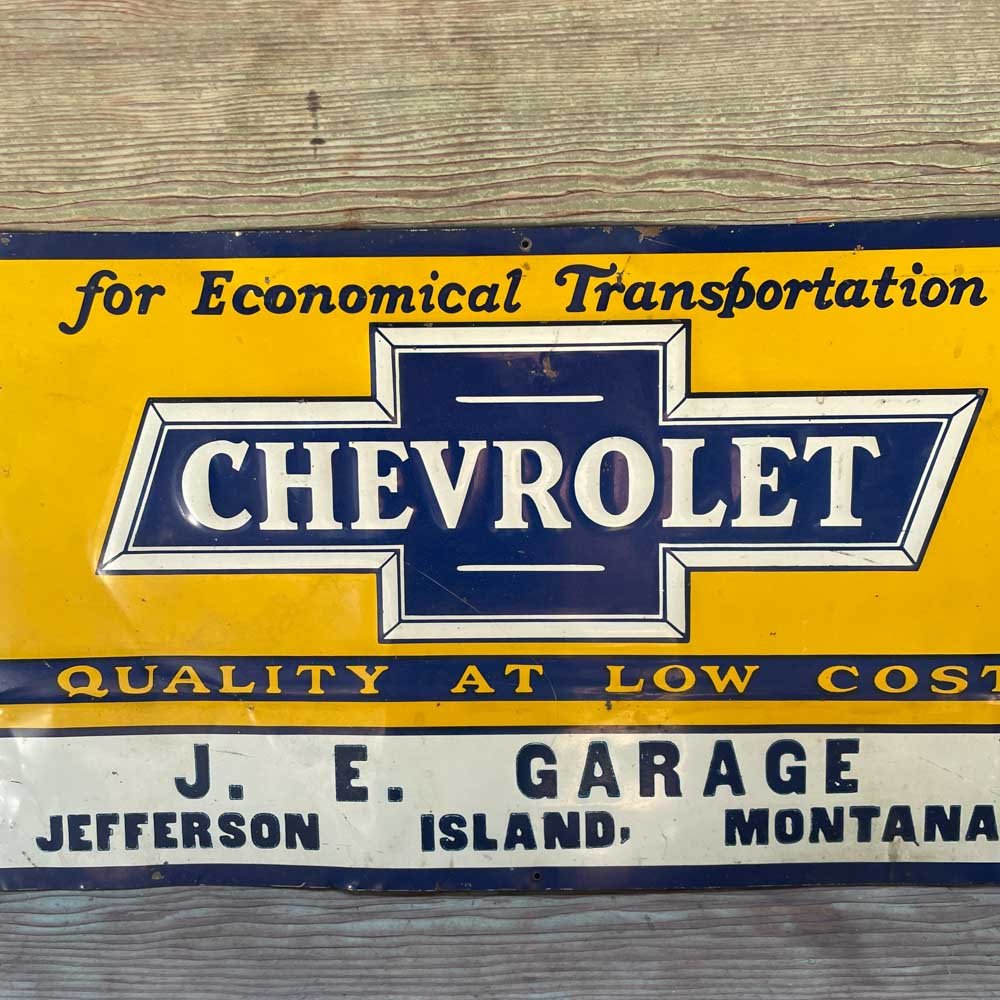 for Economical Transportation
CHEVROLET
QUALITY AT LOW COST
J. E. GARAGE
JEFFERSON ISLAND, MONTANA